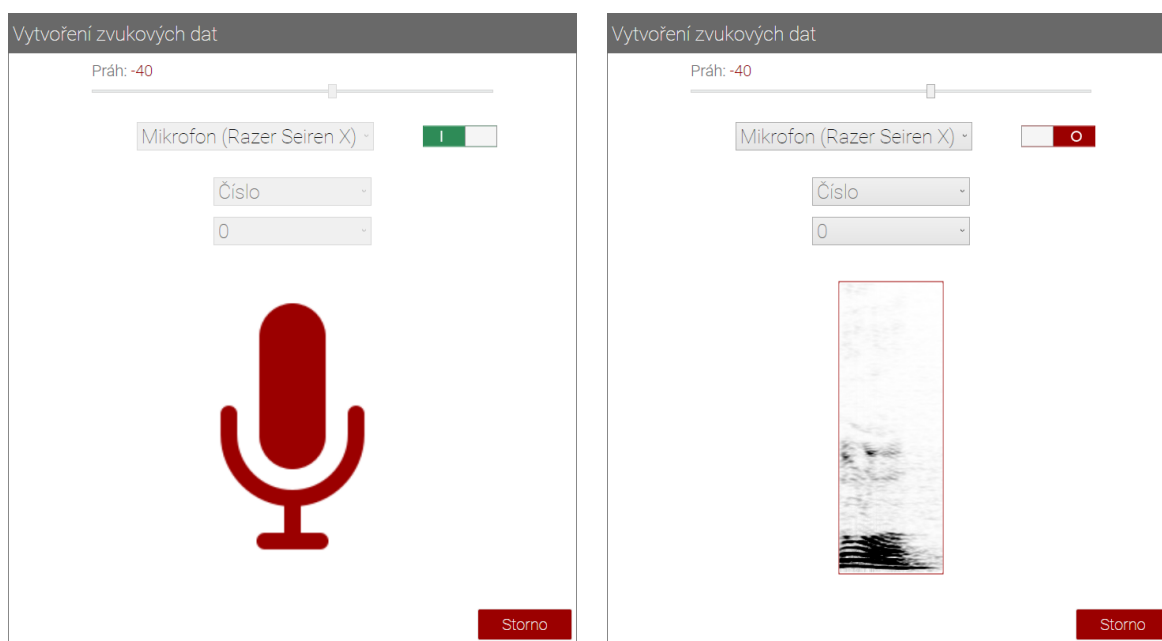 Vytvoření zvukových dat
Práh: -40
Mikrofon (Razer Seiren X)
Číslo
0
Storno
Vytvoření zvukových dat
Práh: -40
Mikrofon (Razer Seiren X)
Číslo
0
Storno